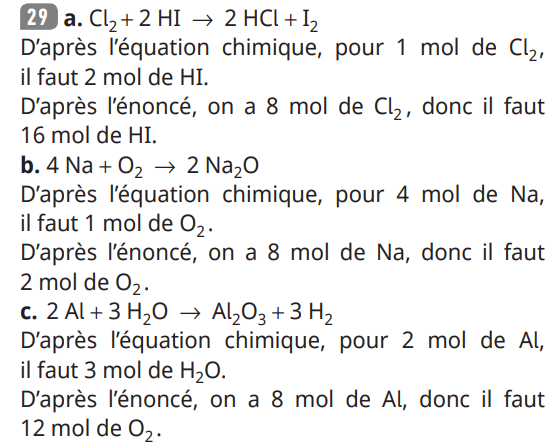 29 a. Cl₂ + 2 HI → 2 HCl + I₂
D’après l’équation chimique, pour 1 mol de Cl₂,
il faut 2 mol de HI.
D’après l’énoncé, on a 8 mol de Cl₂, donc il faut
16 mol de HI.
b. 4 Na + O₂ → 2 Na₂O
D’après l’équation chimique, pour 4 mol de Na,
il faut 1 mol de O₂.
D’après l’énoncé, on a 8 mol de Na, donc il faut
2 mol de O₂.
c. 2 Al + 3 H₂O → Al₂O₃ + 3 H₂
D’après l’équation chimique, pour 2 mol de Al,
il faut 3 mol de H₂O.
D’après l’énoncé, on a 8 mol de Al, donc il faut
12 mol de O₂.